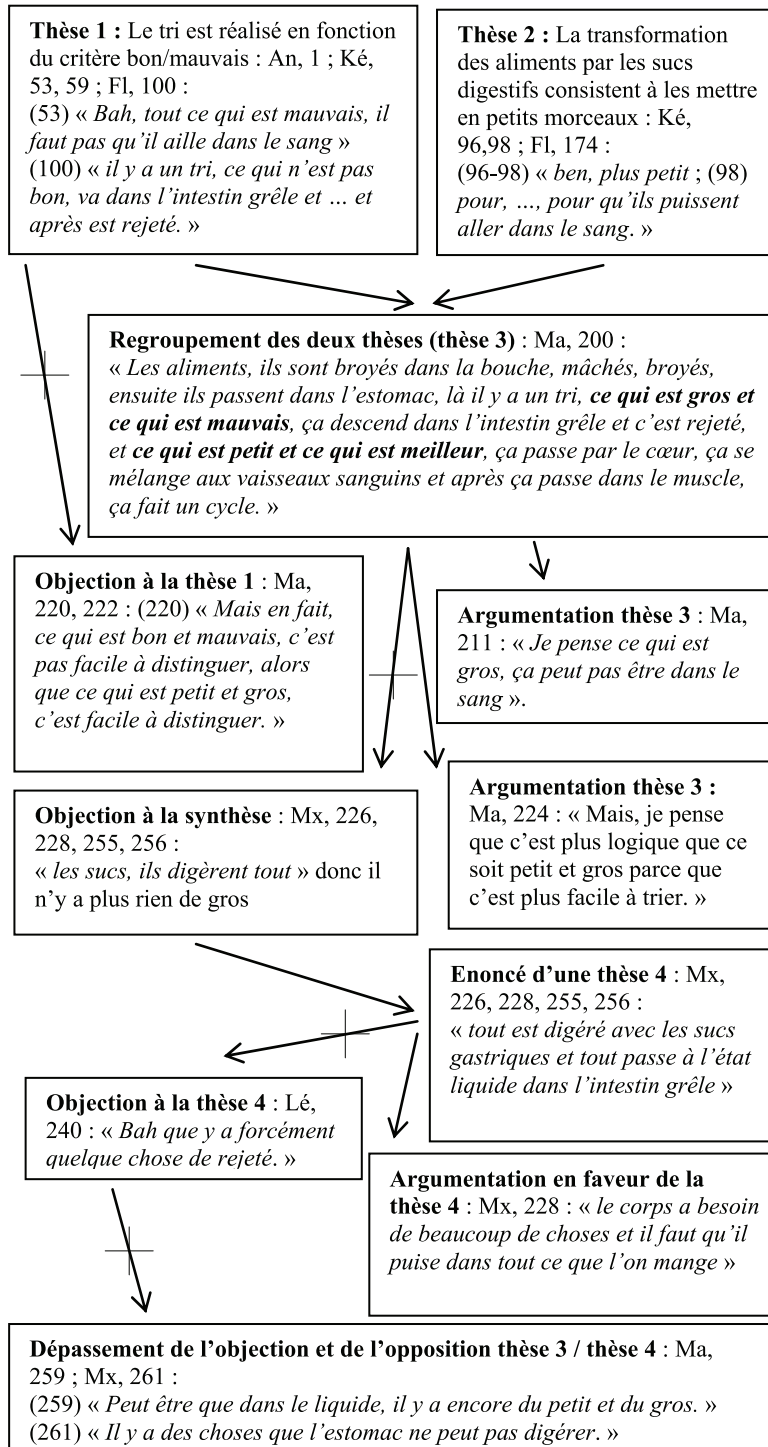 Thèse 1 : Le tri est réalisé en fonction
du critère bon/mauvais : An, 1 ; Ké,
53, 59 ; Fl, 100 :
(53) « Bah, tout ce qui est mauvais, il
faut pas qu'il aille dans le sang »
(100) « il y a un tri, ce qui n'est pas
bon, va dans l'intestin grêle et … et
après est rejeté. »
Thèse 2 : La transformation
des aliments par les sucs
digestifs consistent à les mettre
en petits morceaux : Ké,
96,98 ; Fl, 174 :
(96-98) « ben, plus petit ; (98)
pour, …, pour qu'ils puissent
aller dans le sang. »
Regroupement des deux thèses (thèse 3) : Ma, 200 :
« Les aliments, ils sont broyés dans la bouche, mâchés, broyés,
ensuite ils passent dans l'estomac, là il y a un tri, ce qui est gros et
ce qui est mauvais, ça descend dans l'intestin grêle et c'est rejeté,
et ce qui est petit et ce qui est meilleur, ça passe par le cœur, ça se
mélange aux vaisseaux sanguins et après ça passe dans le muscle,
ça fait un cycle. »
Objection à la thèse 1 : Ma,
220, 222 : (220) « Mais en fait,
ce qui est bon et mauvais, c'est
pas facile à distinguer, alors
que ce qui est petit et gros,
c'est facile à distinguer. »
Argumentation thèse 3 : Ma,
211 : « Je pense ce qui est
gros, ça peut pas être dans le
sang ».
Objection à la synthèse : Mx, 226,
228, 255, 256 :
« les sucs, ils digèrent tout » donc il
n'y a plus rien de gros
Argumentation thèse 3 :
Ma, 224 : « Mais, je pense
que c'est plus logique que ce
soit petit et gros parce que
c'est plus facile à trier. »
Enoncé d'une thèse 4 : Mx,
226, 228, 255, 256 :
« tout est digéré avec les sucs
gastriques et tout passe à l'état
liquide dans l'intestin grêle »
Objection à la thèse 4 : Lé,
240 : « Bah que y a forcément
quelque chose de rejeté. »
Argumentation en faveur de la
thèse 4 : Mx, 228 : « le corps a besoin
de beaucoup de choses et il faut qu'il
puise dans tout ce que l'on mange »
Dépassement de l'objection et de l'opposition thèse 3 / thèse 4 : Ma,
259 ; Mx, 261 :
(259) « Peut être que dans le liquide, il y a encore du petit et du gros. »
(261) « Il y a des choses que l'estomac ne peut pas digérer. »